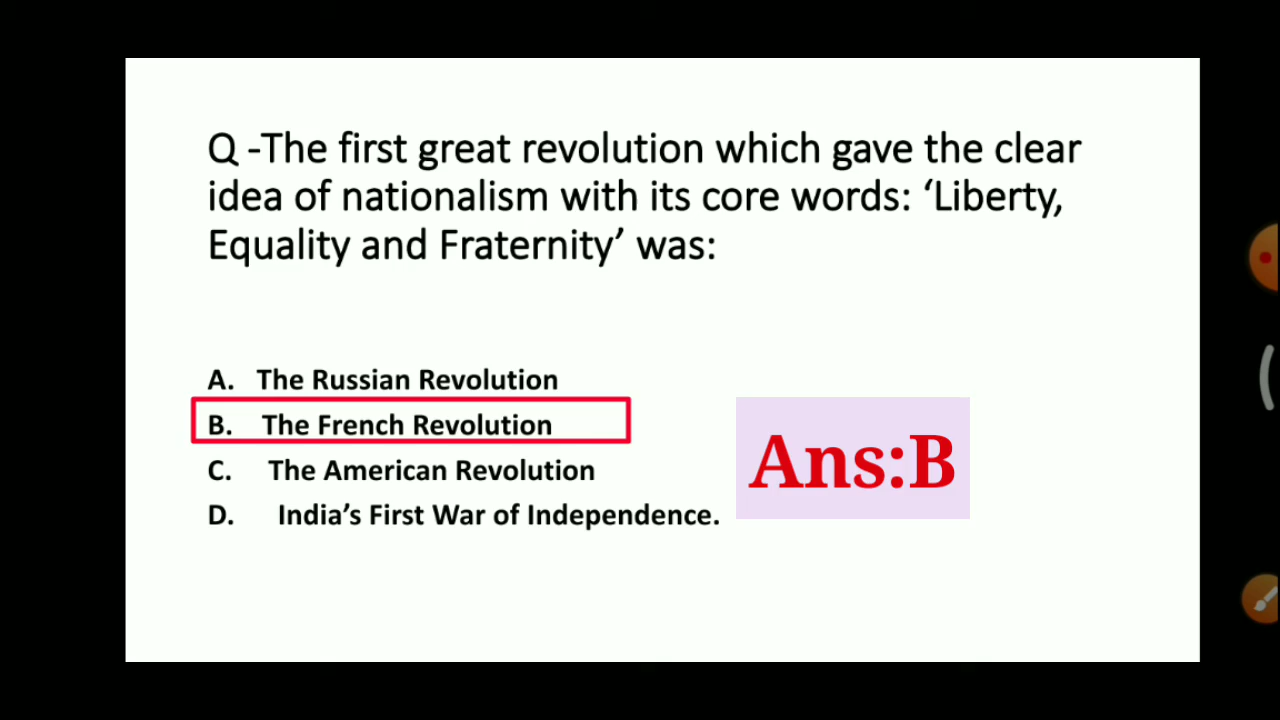 Q -The first great revolution which gave the clear
idea of nationalism with its core words: ‘Liberty,
Equality and Fraternity’ was:
A. The Russian Revolution
B. The French Revolution
C. The American Revolution
D. India’s First War of Independence.
Ans:B